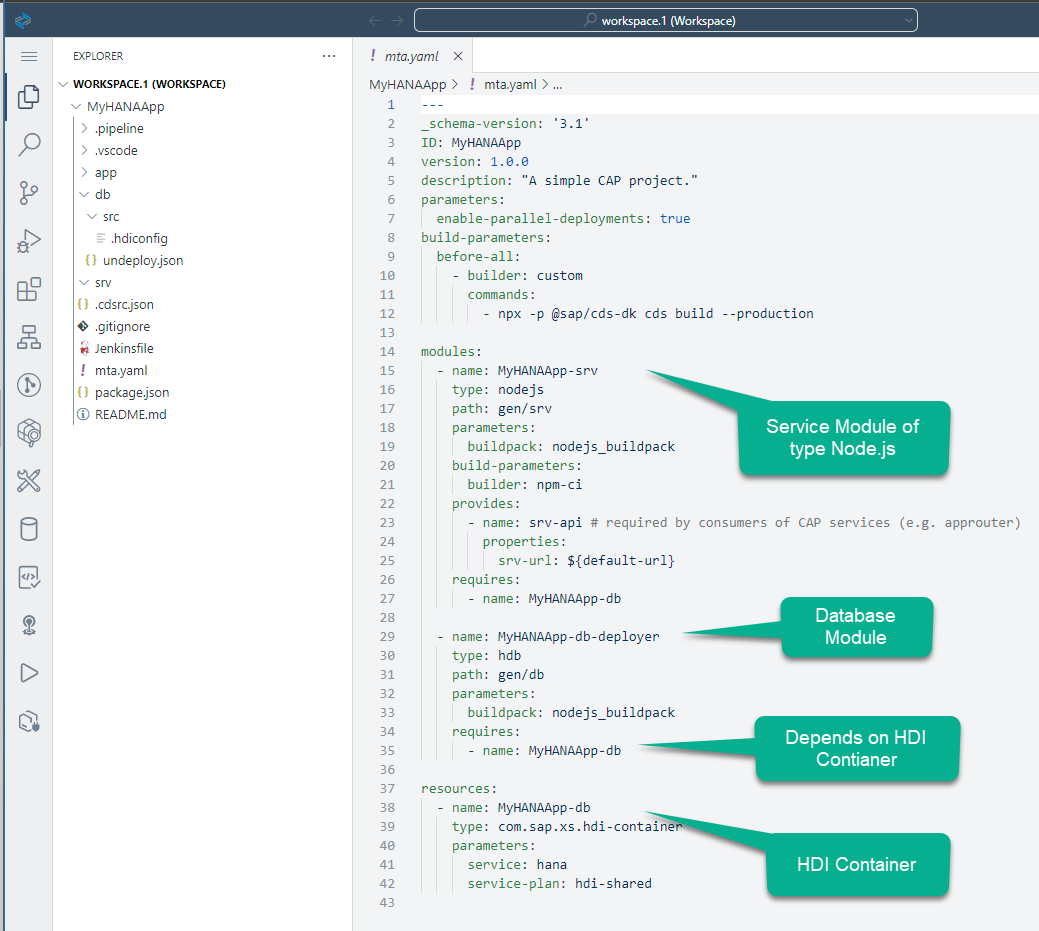 workspace.1 (Workspace)
EXPLORER
...
WORKSPACE.1 (WORKSPACE)
MyHANAApp
.pipeline
.vscode
app
db
src
.hdiconfig
undeploy.json
srv
.cdsrc.json
.gitignore
Jenkinsfile
mta.yaml
package.json
README.md
! mta.yaml
MyHANAApp > ! mta.yaml > ...
1 ---
2 _schema-version: '3.1'
3 ID: MyHANAApp
4 version: 1.0.0
5 description: "A simple CAP project."
6 parameters:
7 enable-parallel-deployments: true
8 build-parameters:
9 before-all:
10 - builder: custom
11 commands:
12 - npx -p @sap/cds-dk cds build --production
13
14 modules:
15 - name: MyHANAApp-srv
16 type: nodejs
17 path: gen/srv
18 parameters:
19 buildpack: nodejs_buildpack
20 build-parameters:
21 builder: npm-ci
22 provides:
23 - name: srv-api # required by consumers of CAP services (e.g. approuter)
24 properties:
25 srv-url: ${default-url}
26 requires:
27 - name: MyHANAApp-db
28
29 - name: MyHANAApp-db-deployer
30 type: hdb
31 path: gen/db
32 parameters:
33 buildpack: nodejs_buildpack
34 requires:
35 - name: MyHANAApp-db
36
37 resources:
38 - name: MyHANAApp-db
39 type: com.sap.xs.hdi-container
40 parameters:
41 service: hana
42 service-plan: hdi-shared
43
Service Module of
type Node.js
Database
Module
Depends on HDI
Contianer
HDI Container